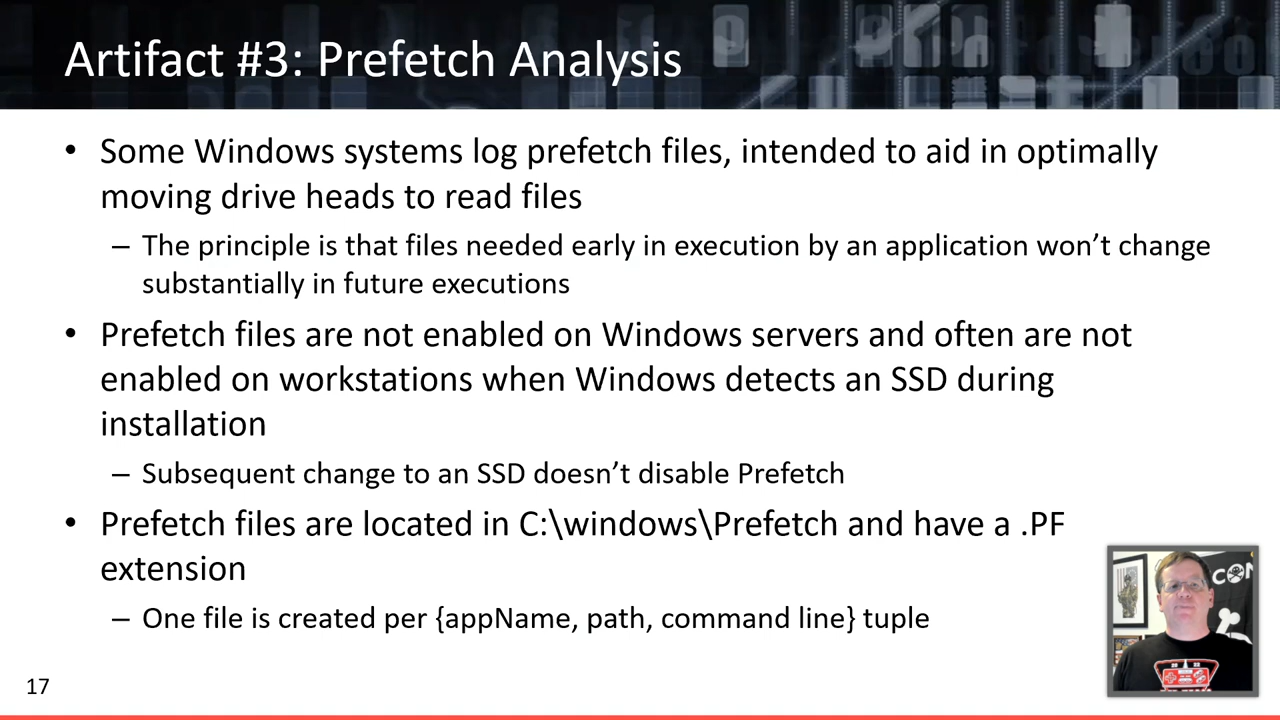 Artifact #3: Prefetch Analysis
• Some Windows systems log prefetch files, intended to aid in optimally
moving drive heads to read files
– The principle is that files needed early in execution by an application won’t change
substantially in future executions
• Prefetch files are not enabled on Windows servers and often are not
enabled on workstations when Windows detects an SSD during
installation
– Subsequent change to an SSD doesn’t disable Prefetch
• Prefetch files are located in C:\windows\Prefetch and have a .PF
extension
– One file is created per {appName, path, command line} tuple
CON
17